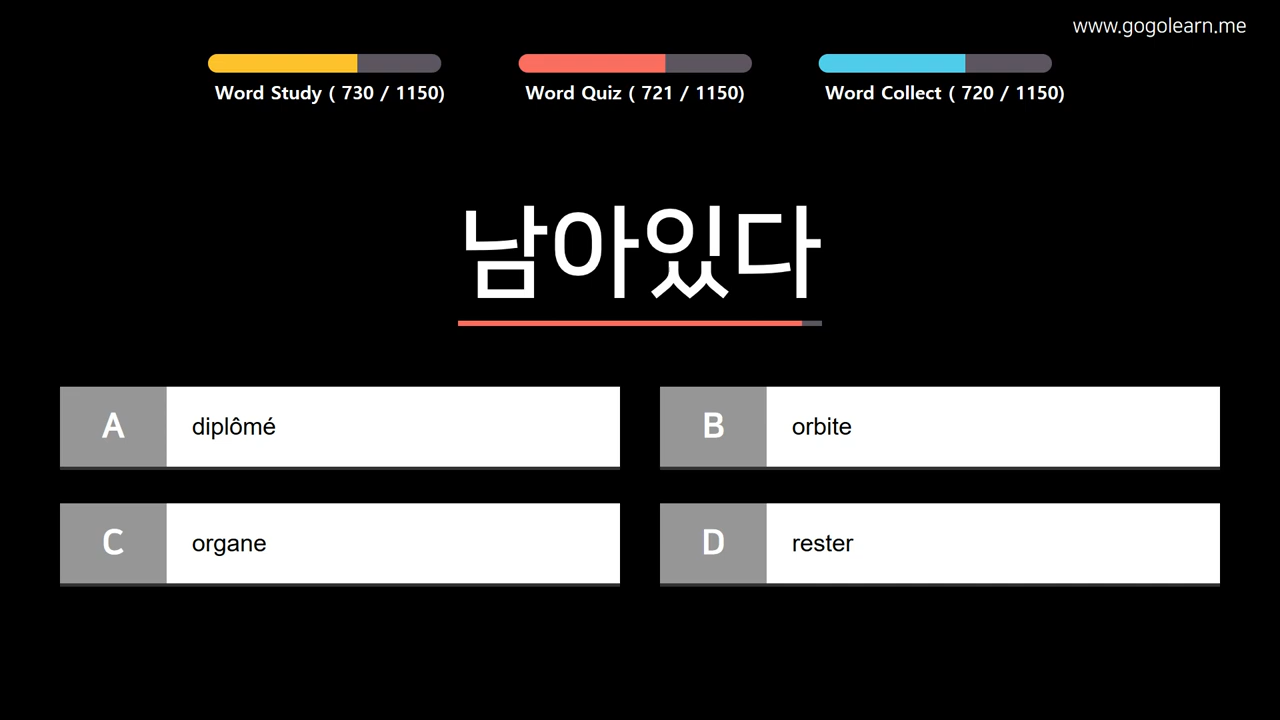 www.gogolearn.me
Word Study ( 730 / 1150)
Word Quiz ( 721 / 1150)
Word Collect ( 720 / 1150)
남아있다
A diplômé
B orbite
C organe
D rester